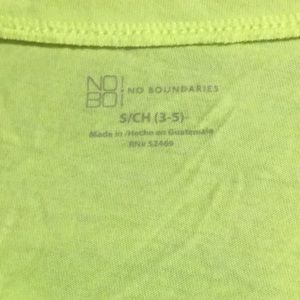 NO
BO
NO BOUNDARIES
S/CH (3-5)
Made in /Hecho en Guatemala
RN# 52469